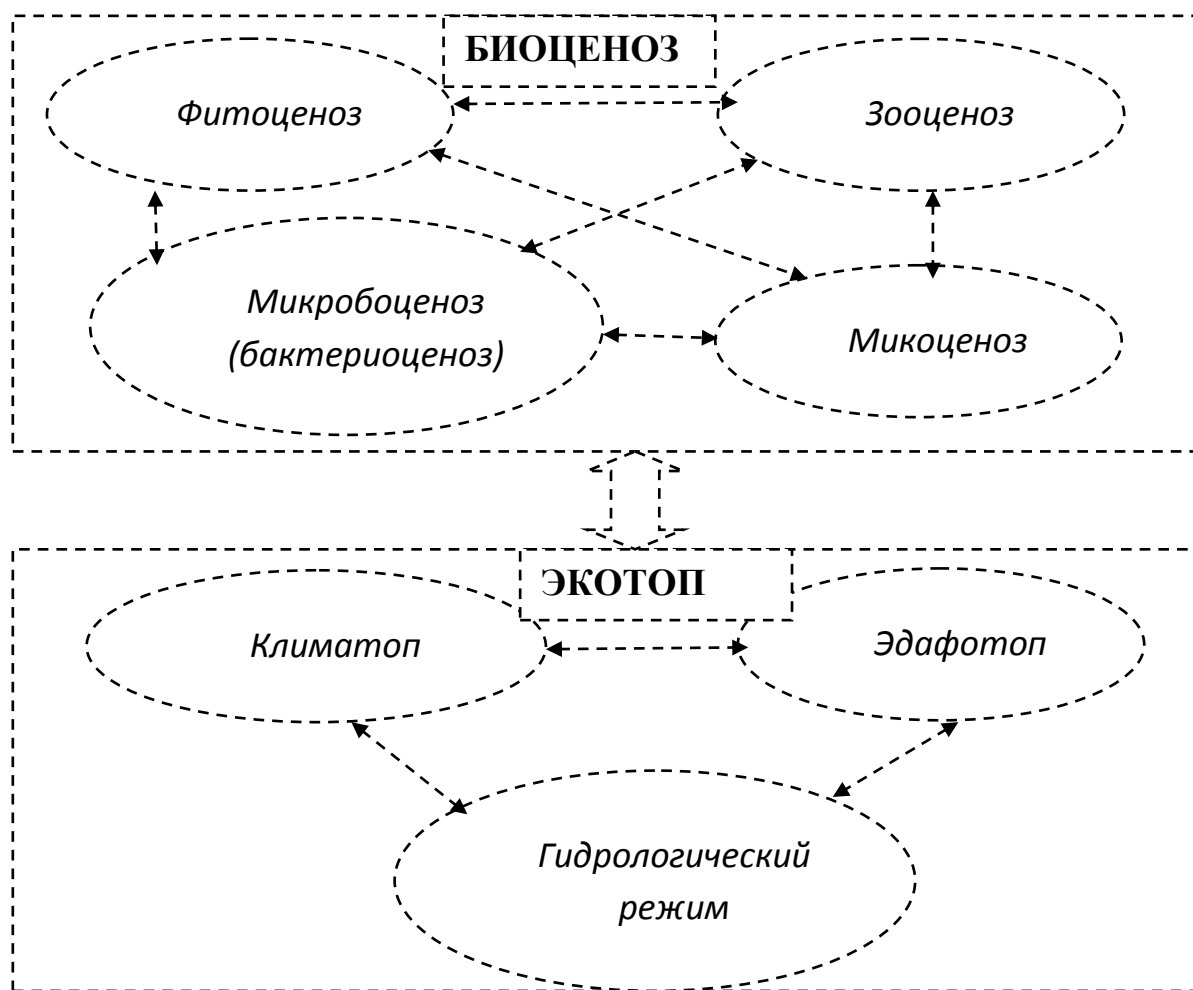 БИОЦЕНОЗ
Фитоценоз
Зооценоз
Микробоценоз
(бактериоценоз)
Микоценоз
ЭКОТОП
Климатоп
Эдафотоп
Гидрологический
режим